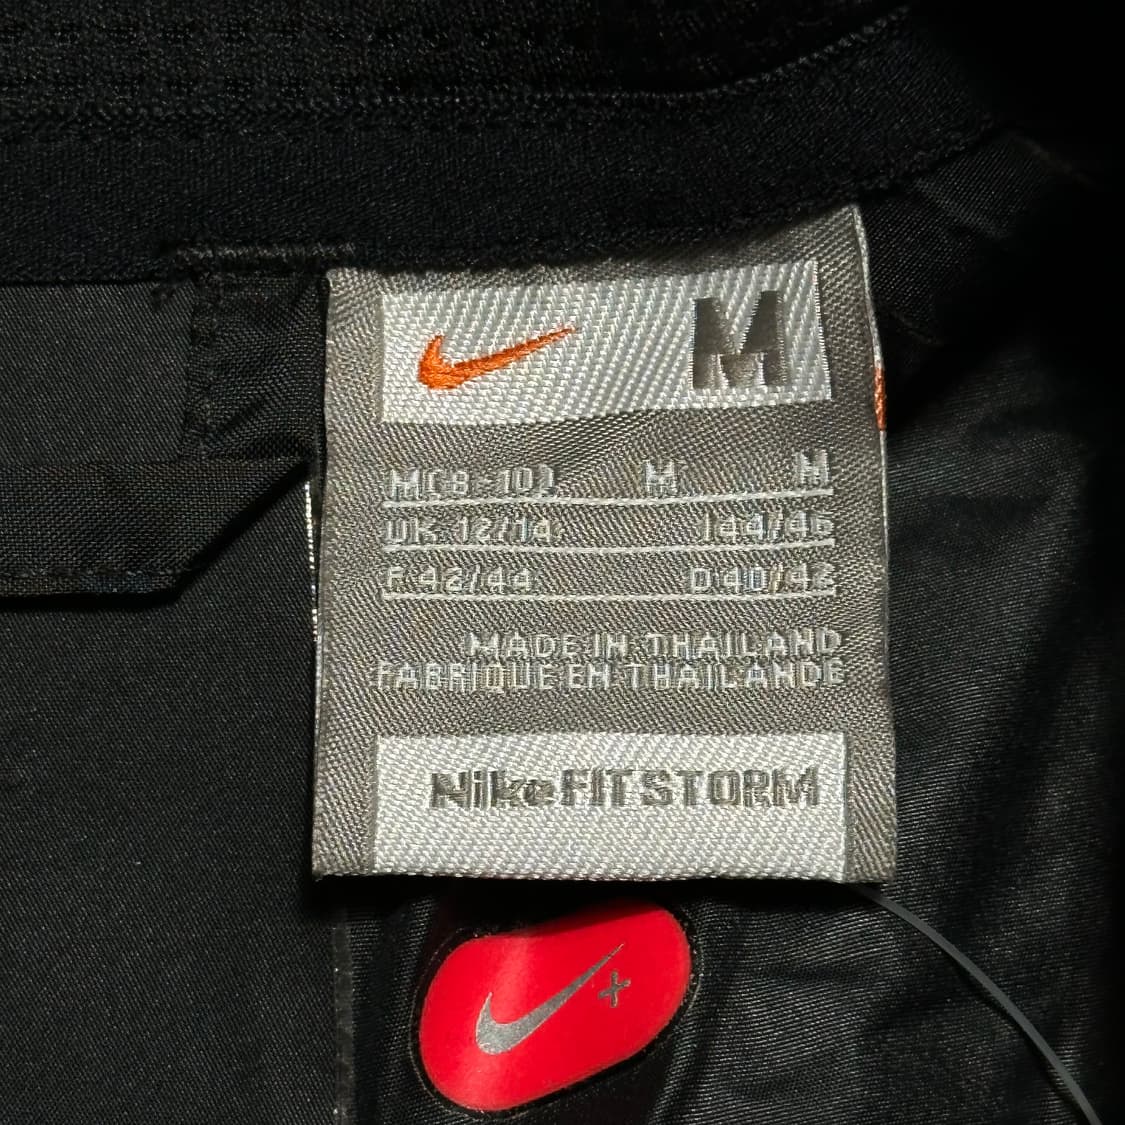 M
M(8-10) M M
UK 12/14 I44/46
F 42/44 D 40/42
MADE IN THAILAND
FABRIQUE EN THAILANDE
Nike FIT STORM
+